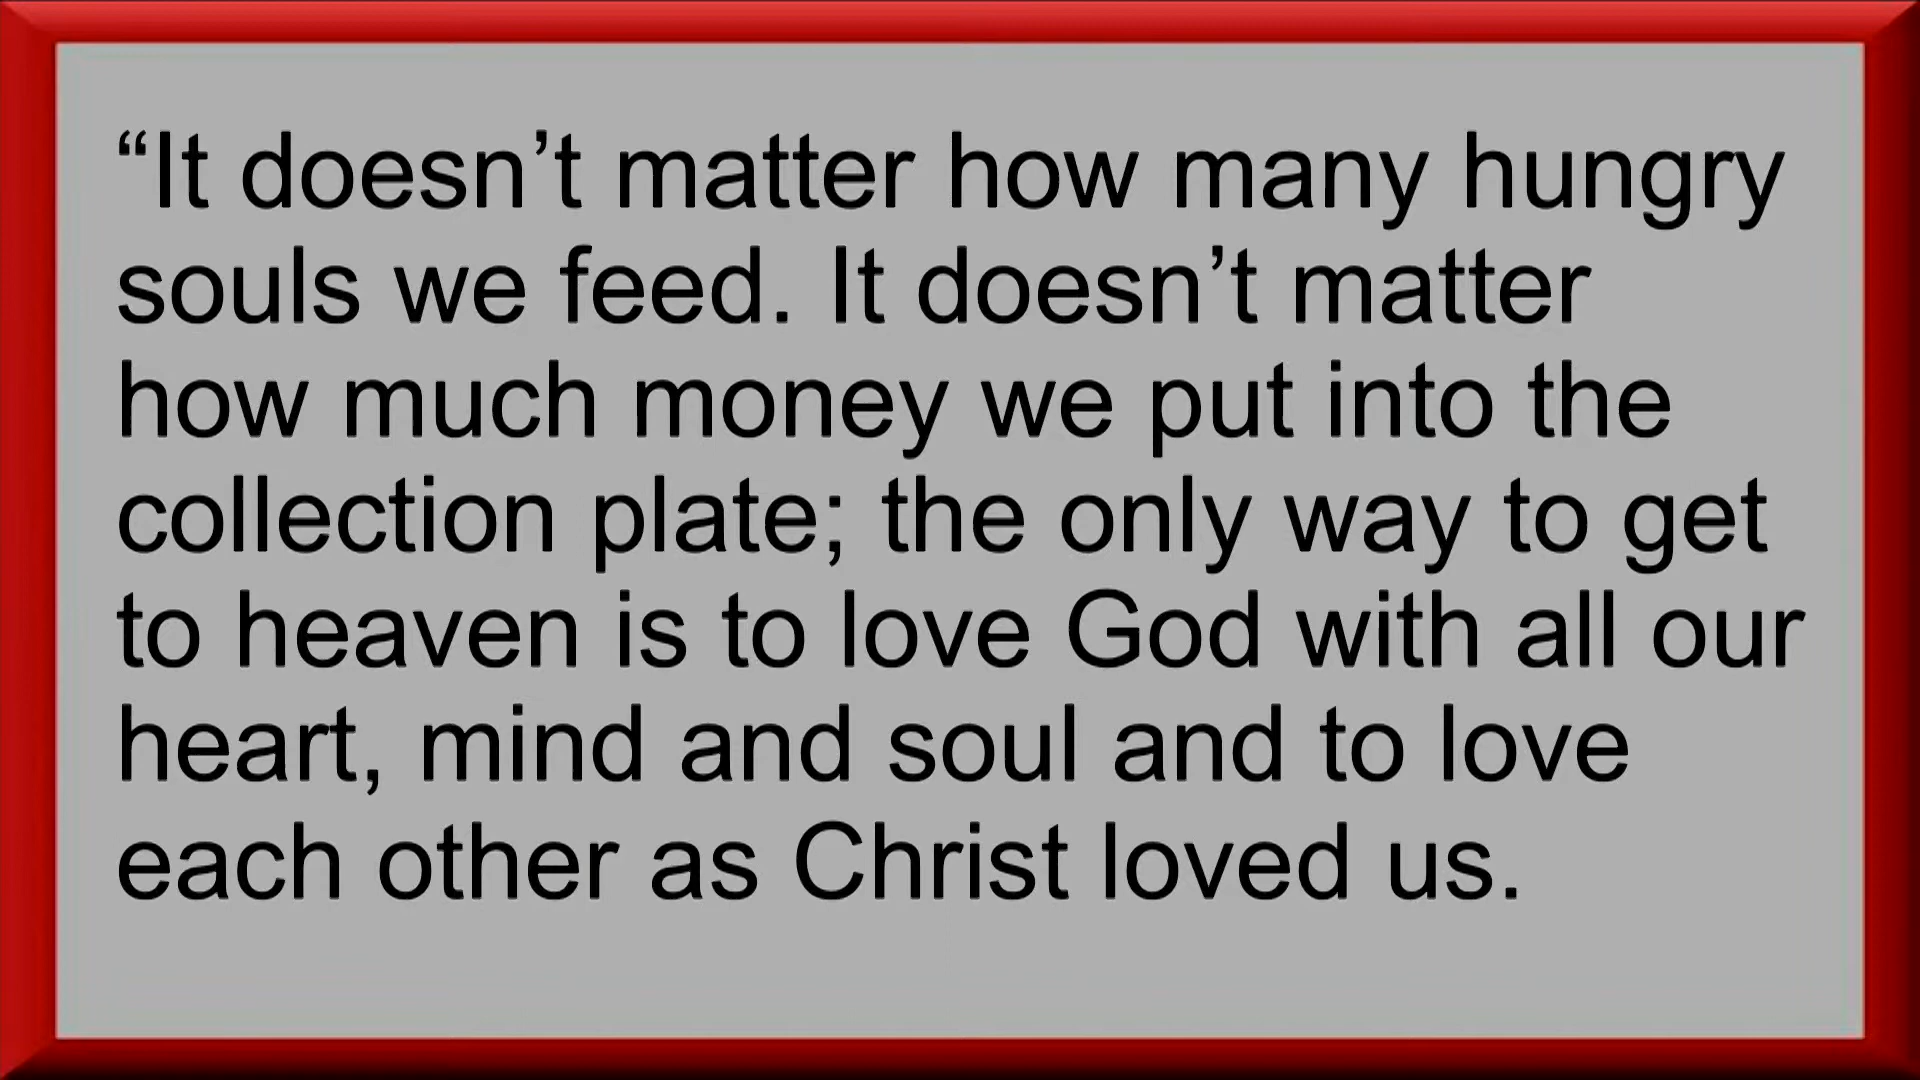 “It doesn’t matter how many hungry
souls we feed. It doesn’t matter
how much money we put into the
collection plate; the only way to get
to heaven is to love God with all our
heart, mind and soul and to love
each other as Christ loved us.